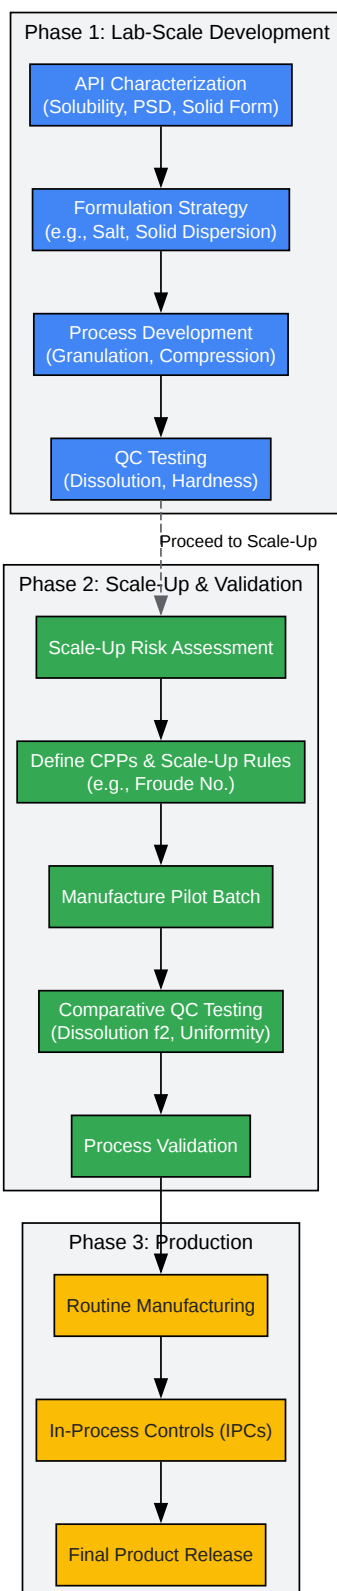 Phase 1: Lab-Scale Development
API Characterization
(Solubility, PSD, Solid Form)
Formulation Strategy
(e.g., Salt, Solid Dispersion)
Process Development
(Granulation, Compression)
QC Testing
(Dissolution, Hardness)
Proceed to Scale-Up
Phase 2: Scale-Up & Validation
Scale-Up Risk Assessment
Define CPPs & Scale-Up Rules
(e.g., Froude No.)
Manufacture Pilot Batch
Comparative QC Testing
(Dissolution f2, Uniformity)
Process Validation
Phase 3: Production
Routine Manufacturing
In-Process Controls (IPCs)
Final Product Release